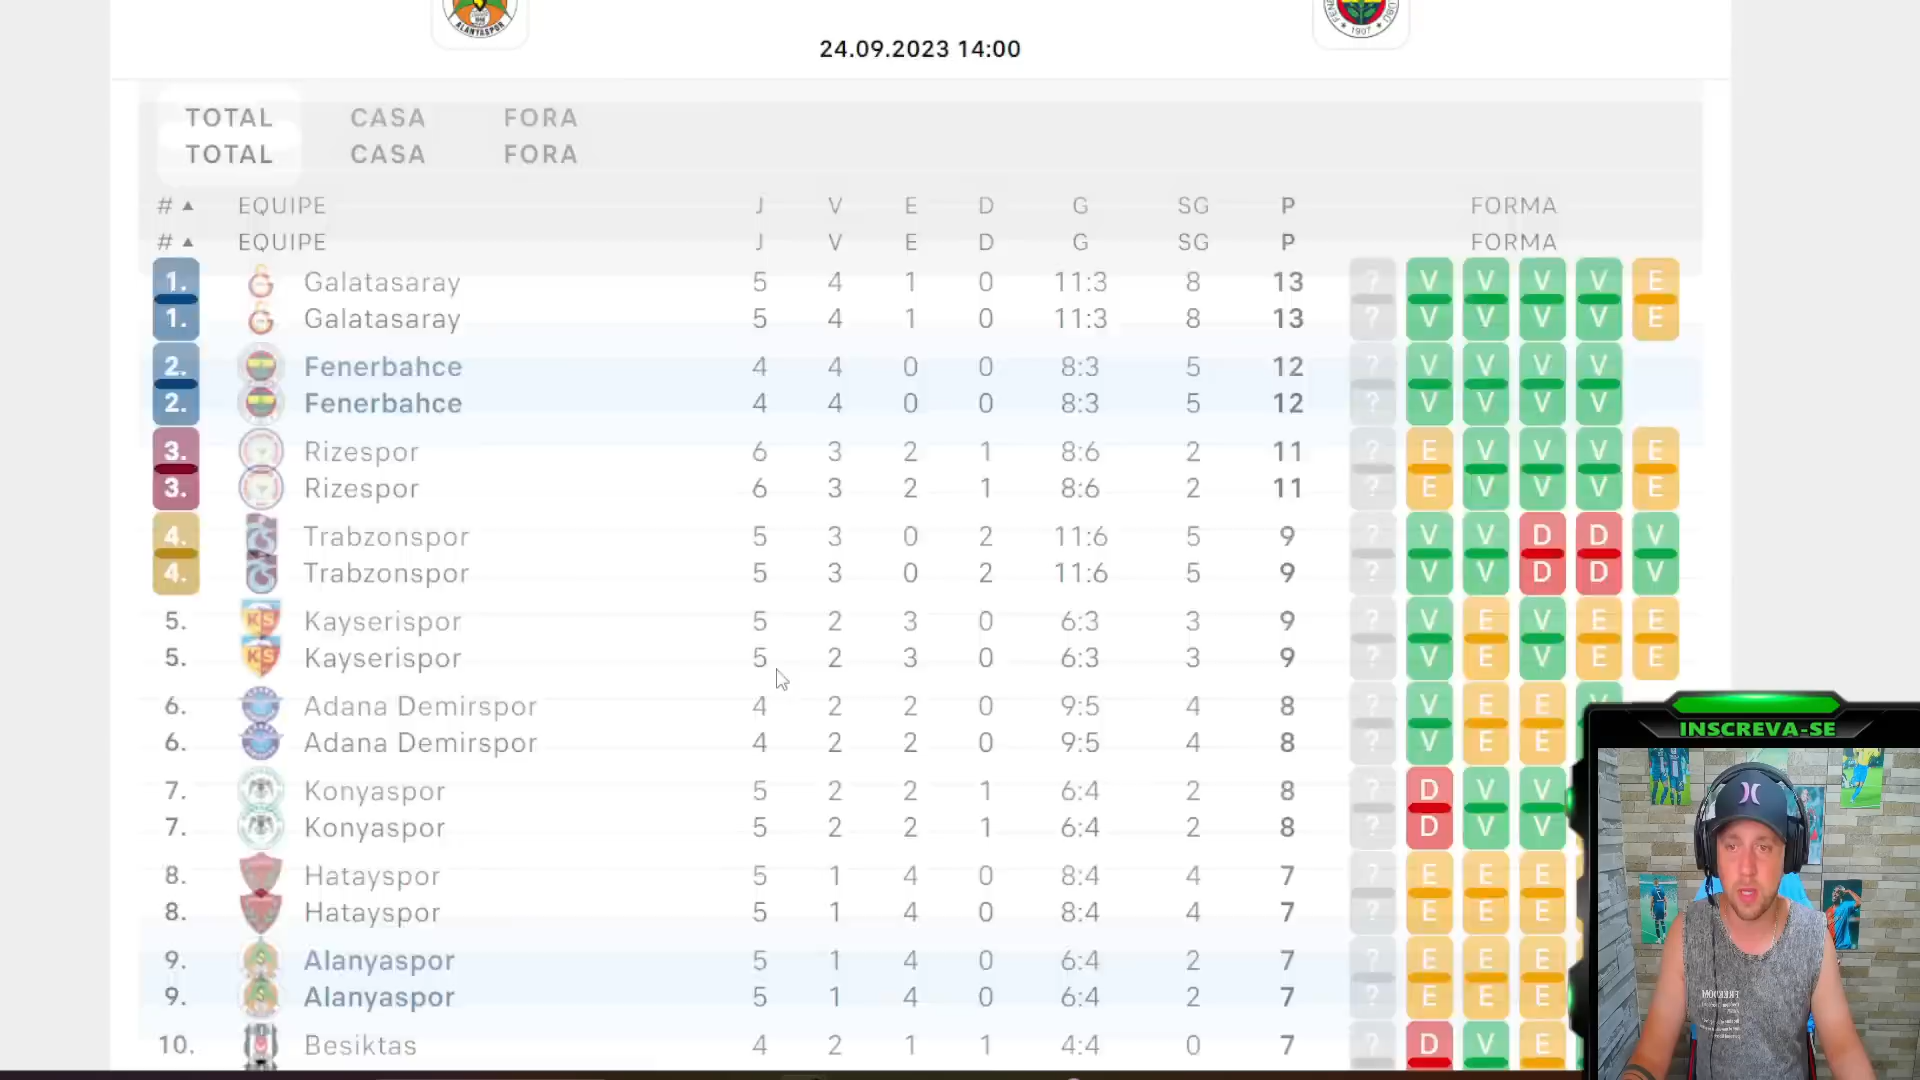 ALANYASPOR
1907
24.09.2023 14:00
TOTAL CASA FORA
TOTAL CASA FORA
# ▲ EQUIPE J V E D G SG P FORMA
# ▲ EQUIPE J V E D G SG P FORMA
1. Galatasaray 5 4 1 0 11:3 8 13 ? V V V V E
1. Galatasaray 5 4 1 0 11:3 8 13 ? V V V V E
2. Fenerbahce 4 4 0 0 8:3 5 12 ? V V V V
2. Fenerbahce 4 4 0 0 8:3 5 12 ? V V V V
3. Rizespor 6 3 2 1 8:6 2 11 ? E V V V E
3. Rizespor 6 3 2 1 8:6 2 11 ? E V V V E
4. Trabzonspor 5 3 0 2 11:6 5 9 ? V V D D V
4. Trabzonspor 5 3 0 2 11:6 5 9 ? V V D D V
5. Kayserispor 5 2 3 0 6:3 3 9 ? V E V E E
5. Kayserispor 5 2 3 0 6:3 3 9 ? V E V E E
6. Adana Demirspor 4 2 2 0 9:5 4 8 ? V E E V
6. Adana Demirspor 4 2 2 0 9:5 4 8 ? V E E
INSCREVA-SE
7. Konyaspor 5 2 2 1 6:4 2 8 ? D V V
7. Konyaspor 5 2 2 1 6:4 2 8 ? D V V
8. Hatayspor 5 1 4 0 8:4 4 7 ? E E E
8. Hatayspor 5 1 4 0 8:4 4 7 ? E E E
9. Alanyaspor 5 1 4 0 6:4 2 7 ? E E E
9. Alanyaspor 5 1 4 0 6:4 2 7 ? E E E
10. Besiktas 4 2 1 1 4:4 0 7 ? D V E